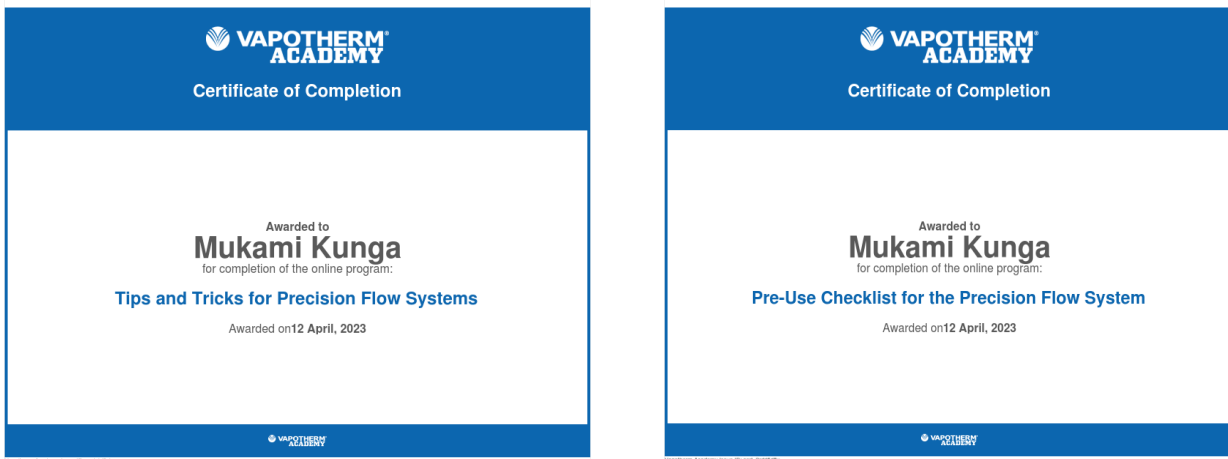 VAPOTHERM®
ACADEMY
Certificate of Completion
Awarded to
Mukami Kunga
for completion of the online program:
Tips and Tricks for Precision Flow Systems
Awarded on12 April, 2023
VAPOTHERM
ACADEMY
VAPOTHERM®
ACADEMY
Certificate of Completion
Awarded to
Mukami Kunga
for completion of the online program:
Pre-Use Checklist for the Precision Flow System
Awarded on12 April, 2023
VAPOTHERM
ACADEMY